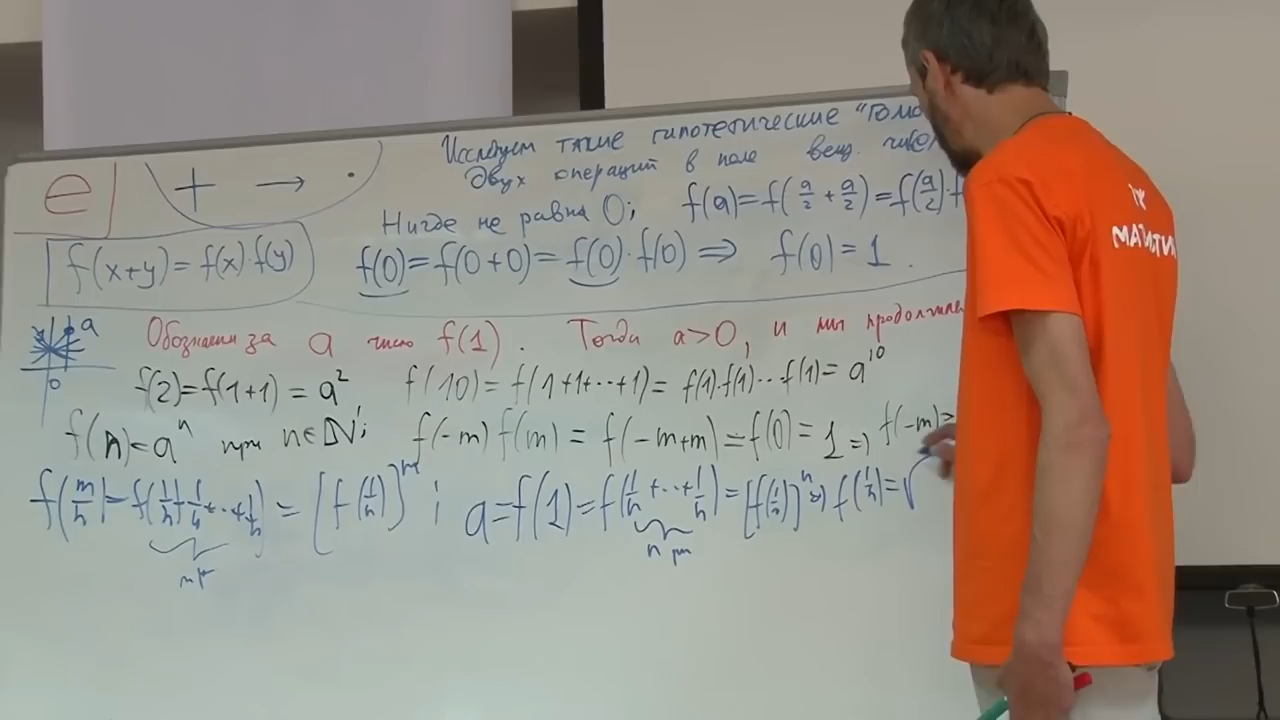 Исследуем такие гипотетические "Гомо
e + → · двух операций в поле вещ.
Нигде не равна 0; f(a)=f(a/2 + a/2)=f(a/2)·f
f(x+y)=f(x)·f(y) f(0)=f(0+0)=f(0)·f(0) ⇒ f(0)=1.
a Обозначим за a число f(1). Тогда a>0, и мы продолжаем
0 f(2)=f(1+1)=a² f(10)=f(1+1+···+1)=f(1)·f(1)···f(1)=a¹⁰
f(n)=aⁿ при n∈ℕ; f(-m)f(m)=f(-m+m)=f(0)=1⇒f(-m)=
f(m/n)=f(1/n+1/n+···+1/n)=[f(1/n)]ᵐ; a=f(1)=f(1/n+···+1/n)=[f(1/n)]ⁿ⇒f(1/n)=√
n раз
МАТ